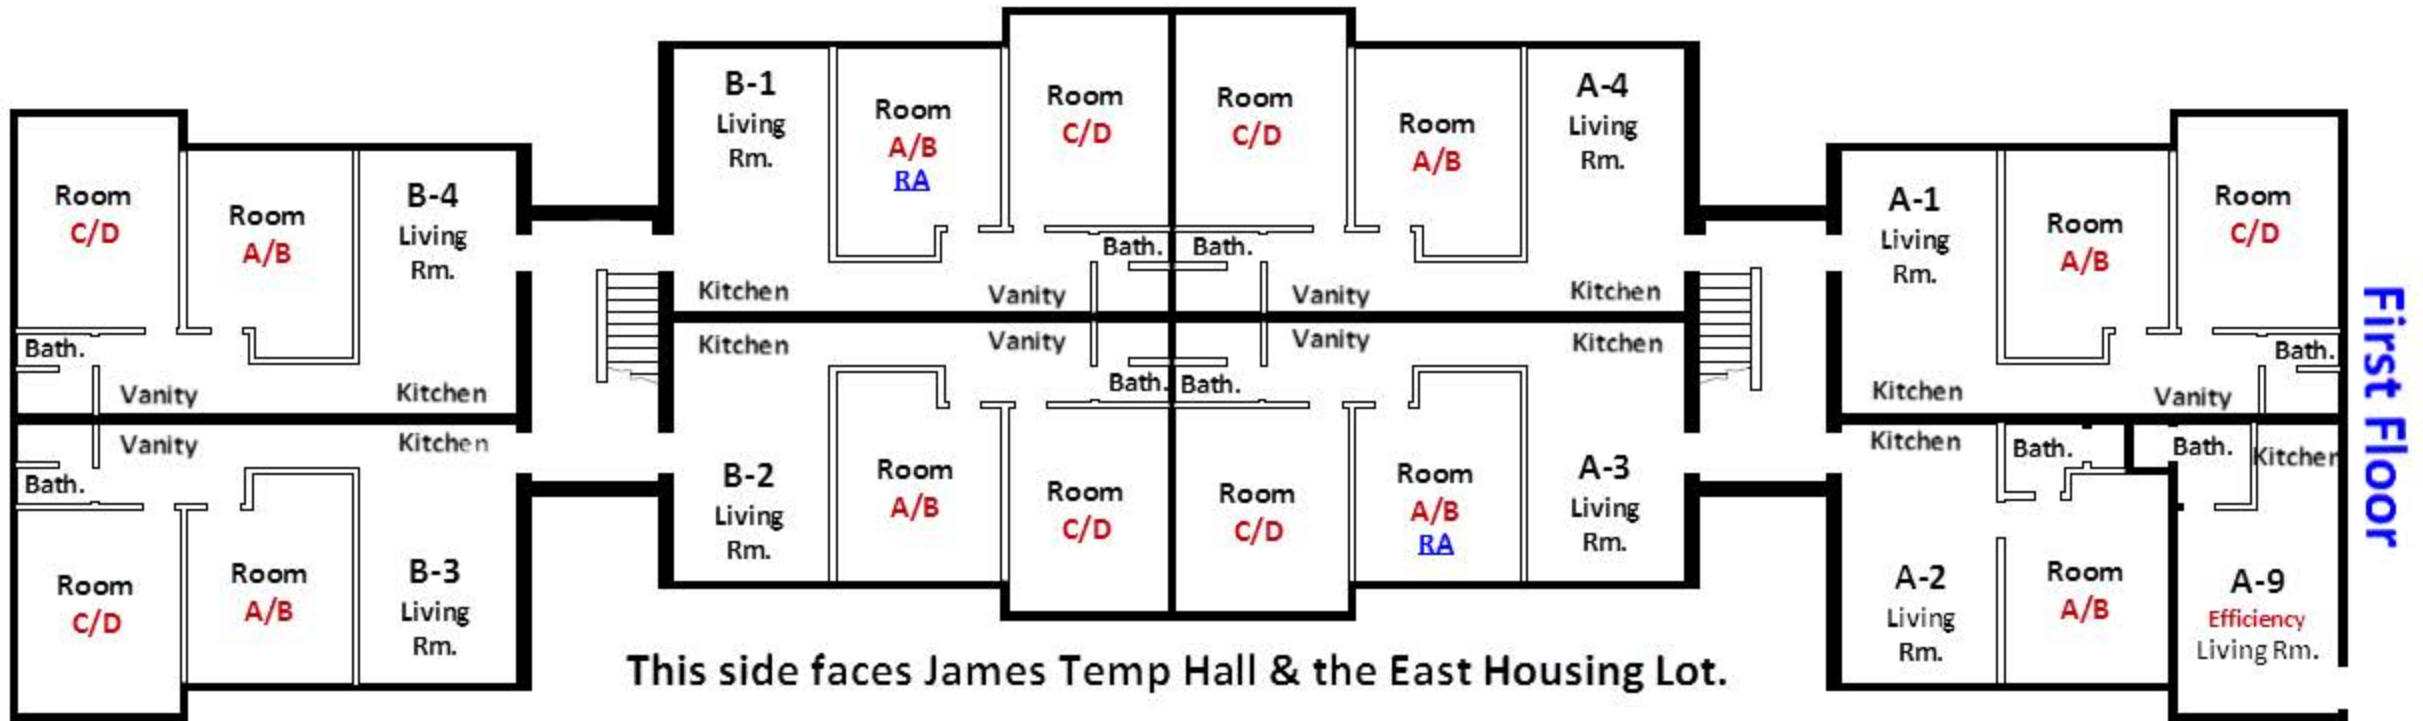 B-4
Living
Rm.
Room
A/B
Room
C/D
Bath.
Vanity
Kitchen
Vanity
Kitchen
Bath.
Room
C/D
Room
A/B
B-3
Living
Rm.
B-1
Living
Rm.
Room
A/B
RA
Room
C/D
Bath.
Kitchen
Vanity
Kitchen
Vanity
Bath.
B-2
Living
Rm.
Room
A/B
Room
C/D
Room
C/D
Room
A/B
A-4
Living
Rm.
Bath.
Vanity
Kitchen
Vanity
Kitchen
Bath.
Room
C/D
Room
A/B
RA
A-3
Living
Rm.
A-1
Living
Rm.
Room
A/B
Room
C/D
Bath.
Kitchen
Vanity
Kitchen
Bath.
Bath.
Kitchen
A-2
Living
Rm.
Room
A/B
A-9
Efficiency
Living Rm.
First Floor
This side faces James Temp Hall & the East Housing Lot.